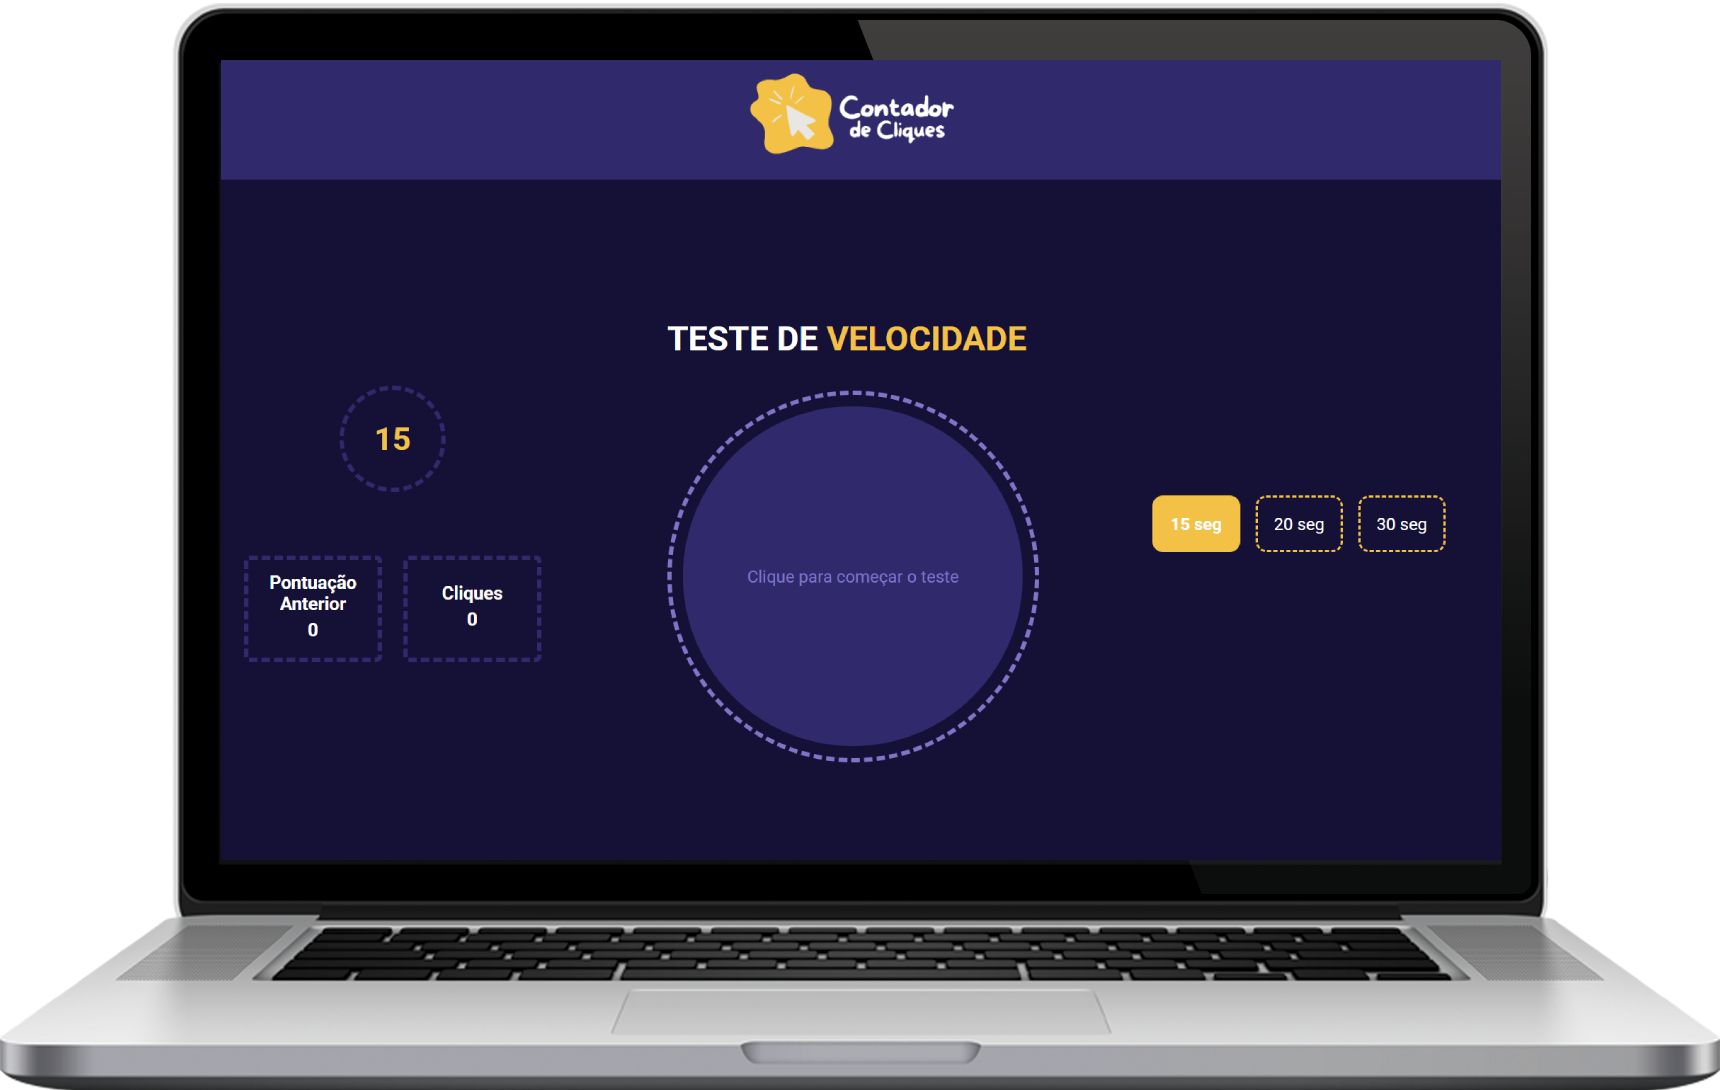 Contador
de Cliques
TESTE DE VELOCIDADE
15
Pontuação
Anterior
0
Cliques
0
Clique para começar o teste
15 seg
20 seg
30 seg